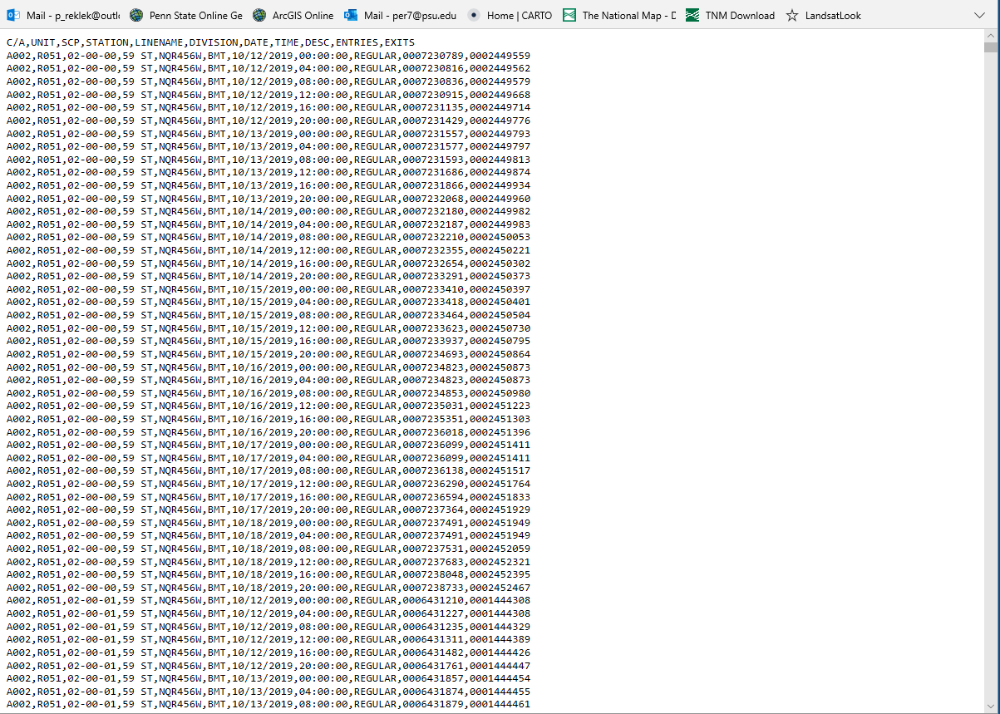 Mail - p_reklek@outlo Penn State Online Ge ArcGIS Online Mail - per7@psu.edu Home | CARTO The National Map - D TNM Download LandsatLook
C/A,UNIT,SCP,STATION,LINENAME,DIVISION,DATE,TIME,DESC,ENTRIES,EXITS
A002,R051,02-00-00,59 ST,NQR456W,BMT,10/12/2019,00:00:00,REGULAR,0007230789,0002449559
A002,R051,02-00-00,59 ST,NQR456W,BMT,10/12/2019,04:00:00,REGULAR,0007230816,0002449562
A002,R051,02-00-00,59 ST,NQR456W,BMT,10/12/2019,08:00:00,REGULAR,0007230836,0002449579
A002,R051,02-00-00,59 ST,NQR456W,BMT,10/12/2019,12:00:00,REGULAR,0007230915,0002449668
A002,R051,02-00-00,59 ST,NQR456W,BMT,10/12/2019,16:00:00,REGULAR,0007231135,0002449714
A002,R051,02-00-00,59 ST,NQR456W,BMT,10/12/2019,20:00:00,REGULAR,0007231429,0002449776
A002,R051,02-00-00,59 ST,NQR456W,BMT,10/13/2019,00:00:00,REGULAR,0007231557,0002449793
A002,R051,02-00-00,59 ST,NQR456W,BMT,10/13/2019,04:00:00,REGULAR,0007231577,0002449797
A002,R051,02-00-00,59 ST,NQR456W,BMT,10/13/2019,08:00:00,REGULAR,0007231593,0002449813
A002,R051,02-00-00,59 ST,NQR456W,BMT,10/13/2019,12:00:00,REGULAR,0007231686,0002449874
A002,R051,02-00-00,59 ST,NQR456W,BMT,10/13/2019,16:00:00,REGULAR,0007231866,0002449934
A002,R051,02-00-00,59 ST,NQR456W,BMT,10/13/2019,20:00:00,REGULAR,0007232068,0002449960
A002,R051,02-00-00,59 ST,NQR456W,BMT,10/14/2019,00:00:00,REGULAR,0007232180,0002449982
A002,R051,02-00-00,59 ST,NQR456W,BMT,10/14/2019,04:00:00,REGULAR,0007232187,0002449983
A002,R051,02-00-00,59 ST,NQR456W,BMT,10/14/2019,08:00:00,REGULAR,0007232210,0002450053
A002,R051,02-00-00,59 ST,NQR456W,BMT,10/14/2019,12:00:00,REGULAR,0007232355,0002450221
A002,R051,02-00-00,59 ST,NQR456W,BMT,10/14/2019,16:00:00,REGULAR,0007232654,0002450302
A002,R051,02-00-00,59 ST,NQR456W,BMT,10/14/2019,20:00:00,REGULAR,0007233291,0002450373
A002,R051,02-00-00,59 ST,NQR456W,BMT,10/15/2019,00:00:00,REGULAR,0007233410,0002450397
A002,R051,02-00-00,59 ST,NQR456W,BMT,10/15/2019,04:00:00,REGULAR,0007233418,0002450401
A002,R051,02-00-00,59 ST,NQR456W,BMT,10/15/2019,08:00:00,REGULAR,0007233464,0002450504
A002,R051,02-00-00,59 ST,NQR456W,BMT,10/15/2019,12:00:00,REGULAR,0007233623,0002450730
A002,R051,02-00-00,59 ST,NQR456W,BMT,10/15/2019,16:00:00,REGULAR,0007233937,0002450795
A002,R051,02-00-00,59 ST,NQR456W,BMT,10/15/2019,20:00:00,REGULAR,0007234693,0002450864
A002,R051,02-00-00,59 ST,NQR456W,BMT,10/16/2019,00:00:00,REGULAR,0007234823,0002450873
A002,R051,02-00-00,59 ST,NQR456W,BMT,10/16/2019,04:00:00,REGULAR,0007234823,0002450873
A002,R051,02-00-00,59 ST,NQR456W,BMT,10/16/2019,08:00:00,REGULAR,0007234853,0002450980
A002,R051,02-00-00,59 ST,NQR456W,BMT,10/16/2019,12:00:00,REGULAR,0007235031,0002451223
A002,R051,02-00-00,59 ST,NQR456W,BMT,10/16/2019,16:00:00,REGULAR,0007235351,0002451303
A002,R051,02-00-00,59 ST,NQR456W,BMT,10/16/2019,20:00:00,REGULAR,0007236018,0002451396
A002,R051,02-00-00,59 ST,NQR456W,BMT,10/17/2019,00:00:00,REGULAR,0007236099,0002451411
A002,R051,02-00-00,59 ST,NQR456W,BMT,10/17/2019,04:00:00,REGULAR,0007236099,0002451411
A002,R051,02-00-00,59 ST,NQR456W,BMT,10/17/2019,08:00:00,REGULAR,0007236138,0002451517
A002,R051,02-00-00,59 ST,NQR456W,BMT,10/17/2019,12:00:00,REGULAR,0007236290,0002451764
A002,R051,02-00-00,59 ST,NQR456W,BMT,10/17/2019,16:00:00,REGULAR,0007236594,0002451833
A002,R051,02-00-00,59 ST,NQR456W,BMT,10/17/2019,20:00:00,REGULAR,0007237364,0002451929
A002,R051,02-00-00,59 ST,NQR456W,BMT,10/18/2019,00:00:00,REGULAR,0007237491,0002451949
A002,R051,02-00-00,59 ST,NQR456W,BMT,10/18/2019,04:00:00,REGULAR,0007237491,0002451949
A002,R051,02-00-00,59 ST,NQR456W,BMT,10/18/2019,08:00:00,REGULAR,0007237531,0002452059
A002,R051,02-00-00,59 ST,NQR456W,BMT,10/18/2019,12:00:00,REGULAR,0007237683,0002452321
A002,R051,02-00-00,59 ST,NQR456W,BMT,10/18/2019,16:00:00,REGULAR,0007238048,0002452395
A002,R051,02-00-00,59 ST,NQR456W,BMT,10/18/2019,20:00:00,REGULAR,0007238733,0002452467
A002,R051,02-00-01,59 ST,NQR456W,BMT,10/12/2019,00:00:00,REGULAR,0006431210,0001444308
A002,R051,02-00-01,59 ST,NQR456W,BMT,10/12/2019,04:00:00,REGULAR,0006431227,0001444308
A002,R051,02-00-01,59 ST,NQR456W,BMT,10/12/2019,08:00:00,REGULAR,0006431235,0001444329
A002,R051,02-00-01,59 ST,NQR456W,BMT,10/12/2019,12:00:00,REGULAR,0006431311,0001444389
A002,R051,02-00-01,59 ST,NQR456W,BMT,10/12/2019,16:00:00,REGULAR,0006431482,0001444426
A002,R051,02-00-01,59 ST,NQR456W,BMT,10/12/2019,20:00:00,REGULAR,0006431761,0001444447
A002,R051,02-00-01,59 ST,NQR456W,BMT,10/13/2019,00:00:00,REGULAR,0006431857,0001444454
A002,R051,02-00-01,59 ST,NQR456W,BMT,10/13/2019,04:00:00,REGULAR,0006431874,0001444455
A002,R051,02-00-01,59 ST,NQR456W,BMT,10/13/2019,08:00:00,REGULAR,0006431879,0001444461